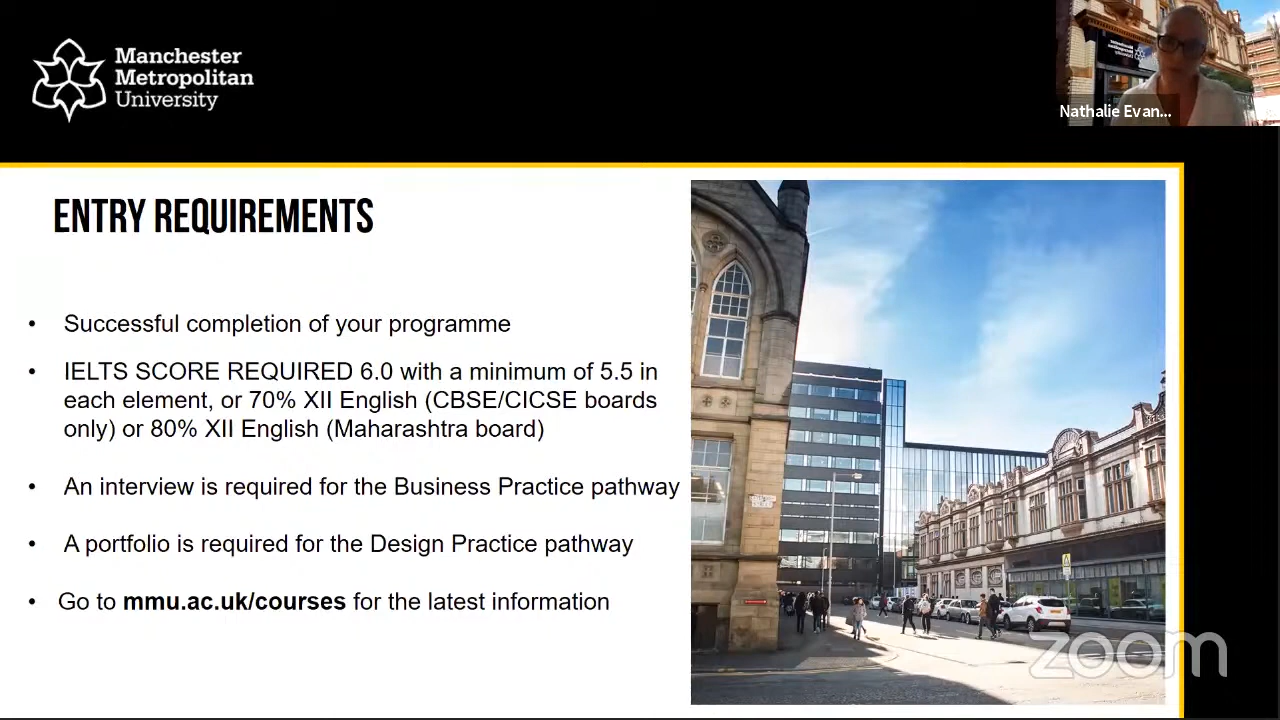 Manchester
Metropolitan
University
Nathalie Evan...
ENTRY REQUIREMENTS
• Successful completion of your programme
• IELTS SCORE REQUIRED 6.0 with a minimum of 5.5 in
each element, or 70% XII English (CBSE/CICSE boards
only) or 80% XII English (Maharashtra board)
• An interview is required for the Business Practice pathway
• A portfolio is required for the Design Practice pathway
• Go to mmu.ac.uk/courses for the latest information
zoom